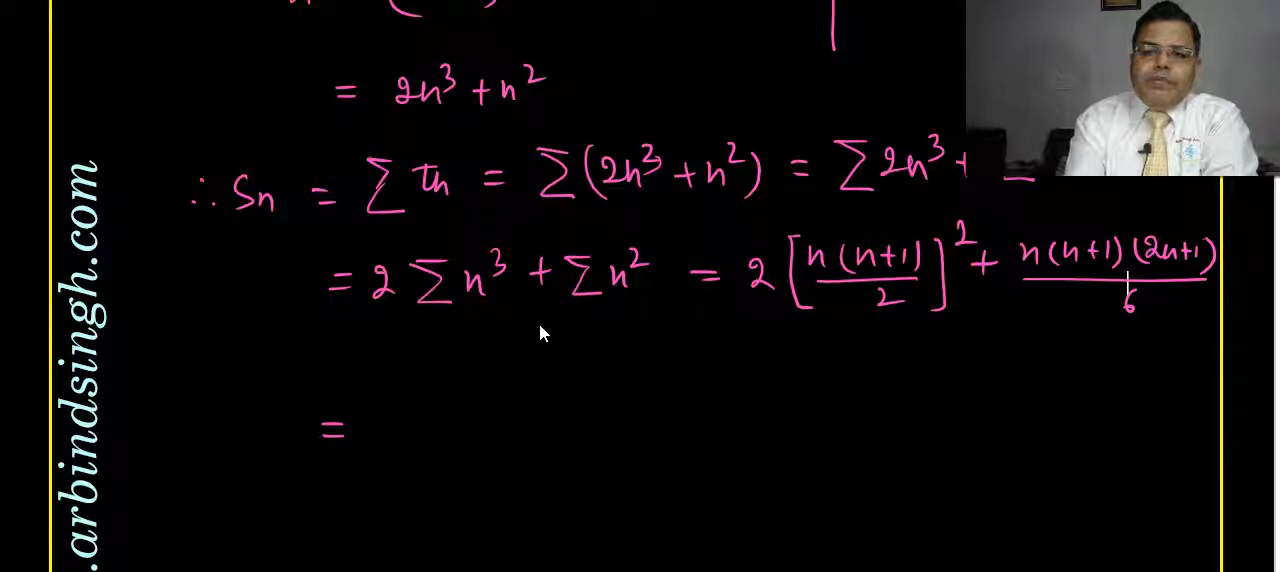 = 2n³ + n²
∴ Sn = ∑ tn = ∑(2n³ + n²) = ∑ 2n³ +
= 2 ∑ n³ + ∑ n² = 2 [n(n+1)/2]² + n(n+1)(2n+1)/6
=
.arbindsingh.com